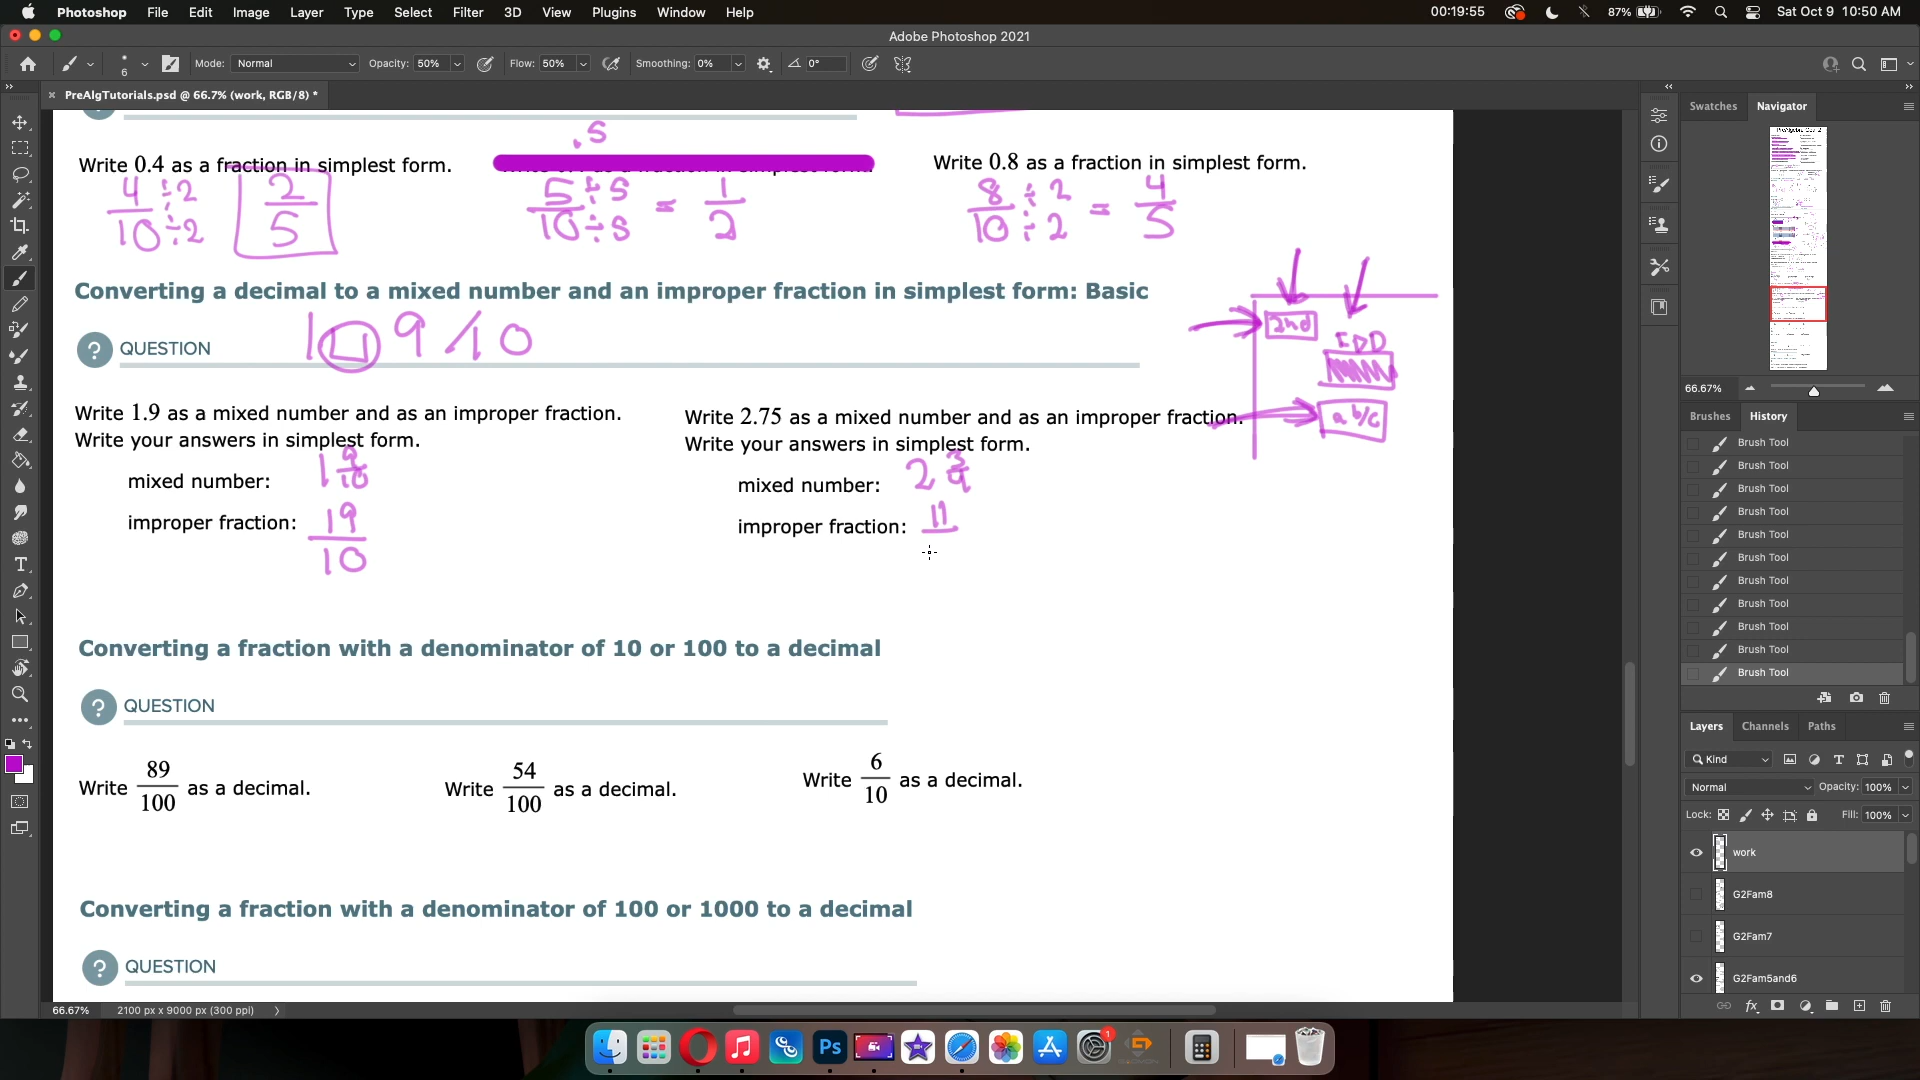 Photoshop File Edit Image Layer Type Select Filter 3D View Plugins Window Help 00:19:55 87% Sat Oct 9 10:50 AM
Adobe Photoshop 2021
6 Mode: Normal Opacity: 50% Flow: 50% Smoothing: 0% 0°
× PreAlgTutorials.psd @ 66.7% (work, RGB/8) *
.5
Write 0.4 as a fraction in simplest form.
Write 0.8 as a fraction in simplest form.
4 ÷2 2
10 ÷2 5
5 ÷5 = 1
10 ÷5 2
8 ÷ 2 = 4
10 ÷ 2 5
Converting a decimal to a mixed number and an improper fraction in simplest form: Basic
? QUESTION
1 9 / 10
2nd
a b/c
Write 1.9 as a mixed number and as an improper fraction.
Write your answers in simplest form.
mixed number: 1 9/10
improper fraction: 19
10
Write 2.75 as a mixed number and as an improper fraction.
Write your answers in simplest form.
mixed number: 2 3/4
improper fraction: 11
Converting a fraction with a denominator of 10 or 100 to a decimal
? QUESTION
Write 89/100 as a decimal.
Write 54/100 as a decimal.
Write 6/10 as a decimal.
Converting a fraction with a denominator of 100 or 1000 to a decimal
? QUESTION
66.67% 2100 px x 9000 px (300 ppi)
Swatches Navigator
66.67%
Brushes History
Brush Tool
Brush Tool
Brush Tool
Brush Tool
Brush Tool
Brush Tool
Brush Tool
Brush Tool
Brush Tool
Brush Tool
Brush Tool
Layers Channels Paths
Kind
Normal Opacity: 100%
Lock: Fill: 100%
work
G2Fam8
G2Fam7
G2Fam5and6
fx
Ps
1